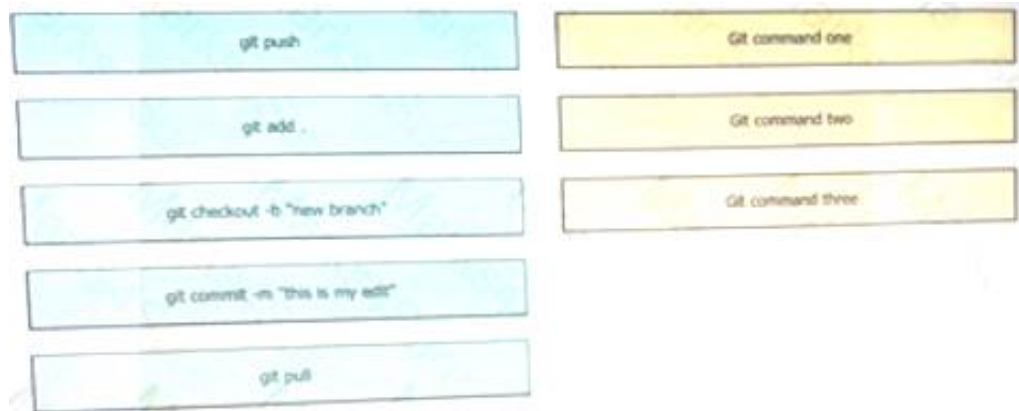 git push
git add .
git checkout -b "new branch"
git commit -m "this is my edit"
git pull
Git command one
Git command two
Git command three